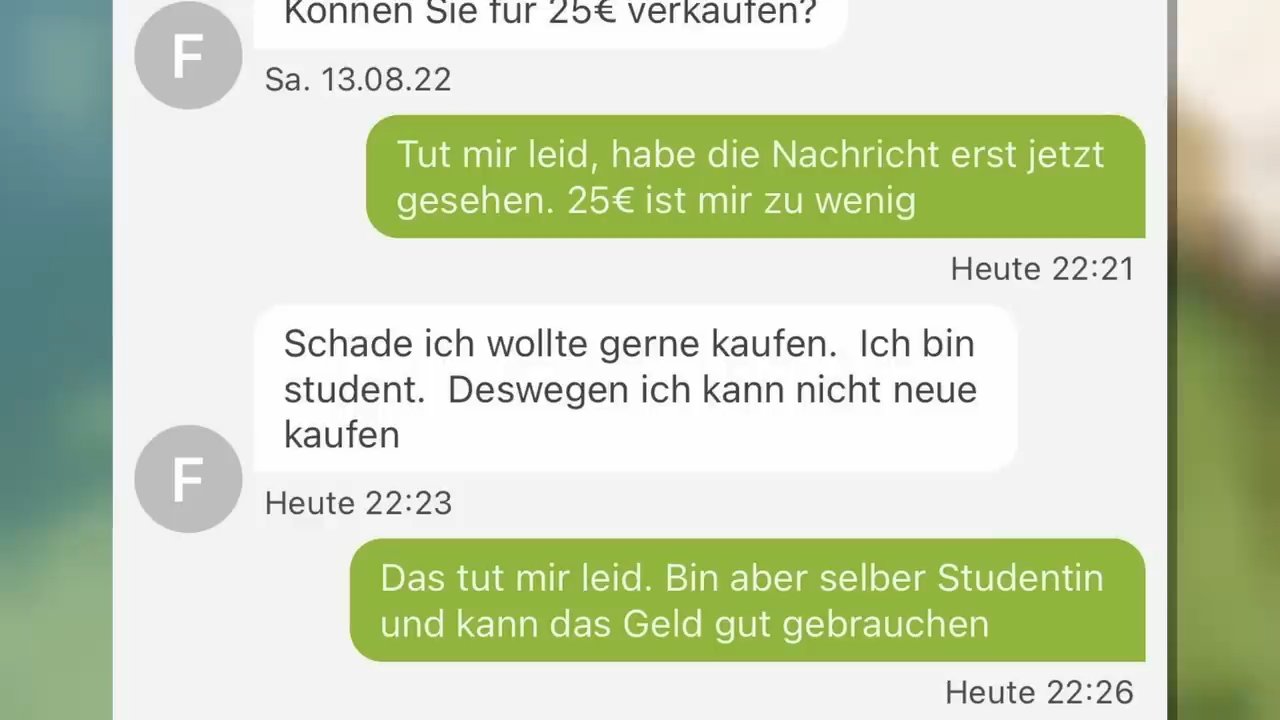 Können Sie für 25€ verkaufen?
F
Sa. 13.08.22
Tut mir leid, habe die Nachricht erst jetzt
gesehen. 25€ ist mir zu wenig
Heute 22:21
Schade ich wollte gerne kaufen.  Ich bin
student.  Deswegen ich kann nicht neue
kaufen
F
Heute 22:23
Das tut mir leid. Bin aber selber Studentin
und kann das Geld gut gebrauchen
Heute 22:26